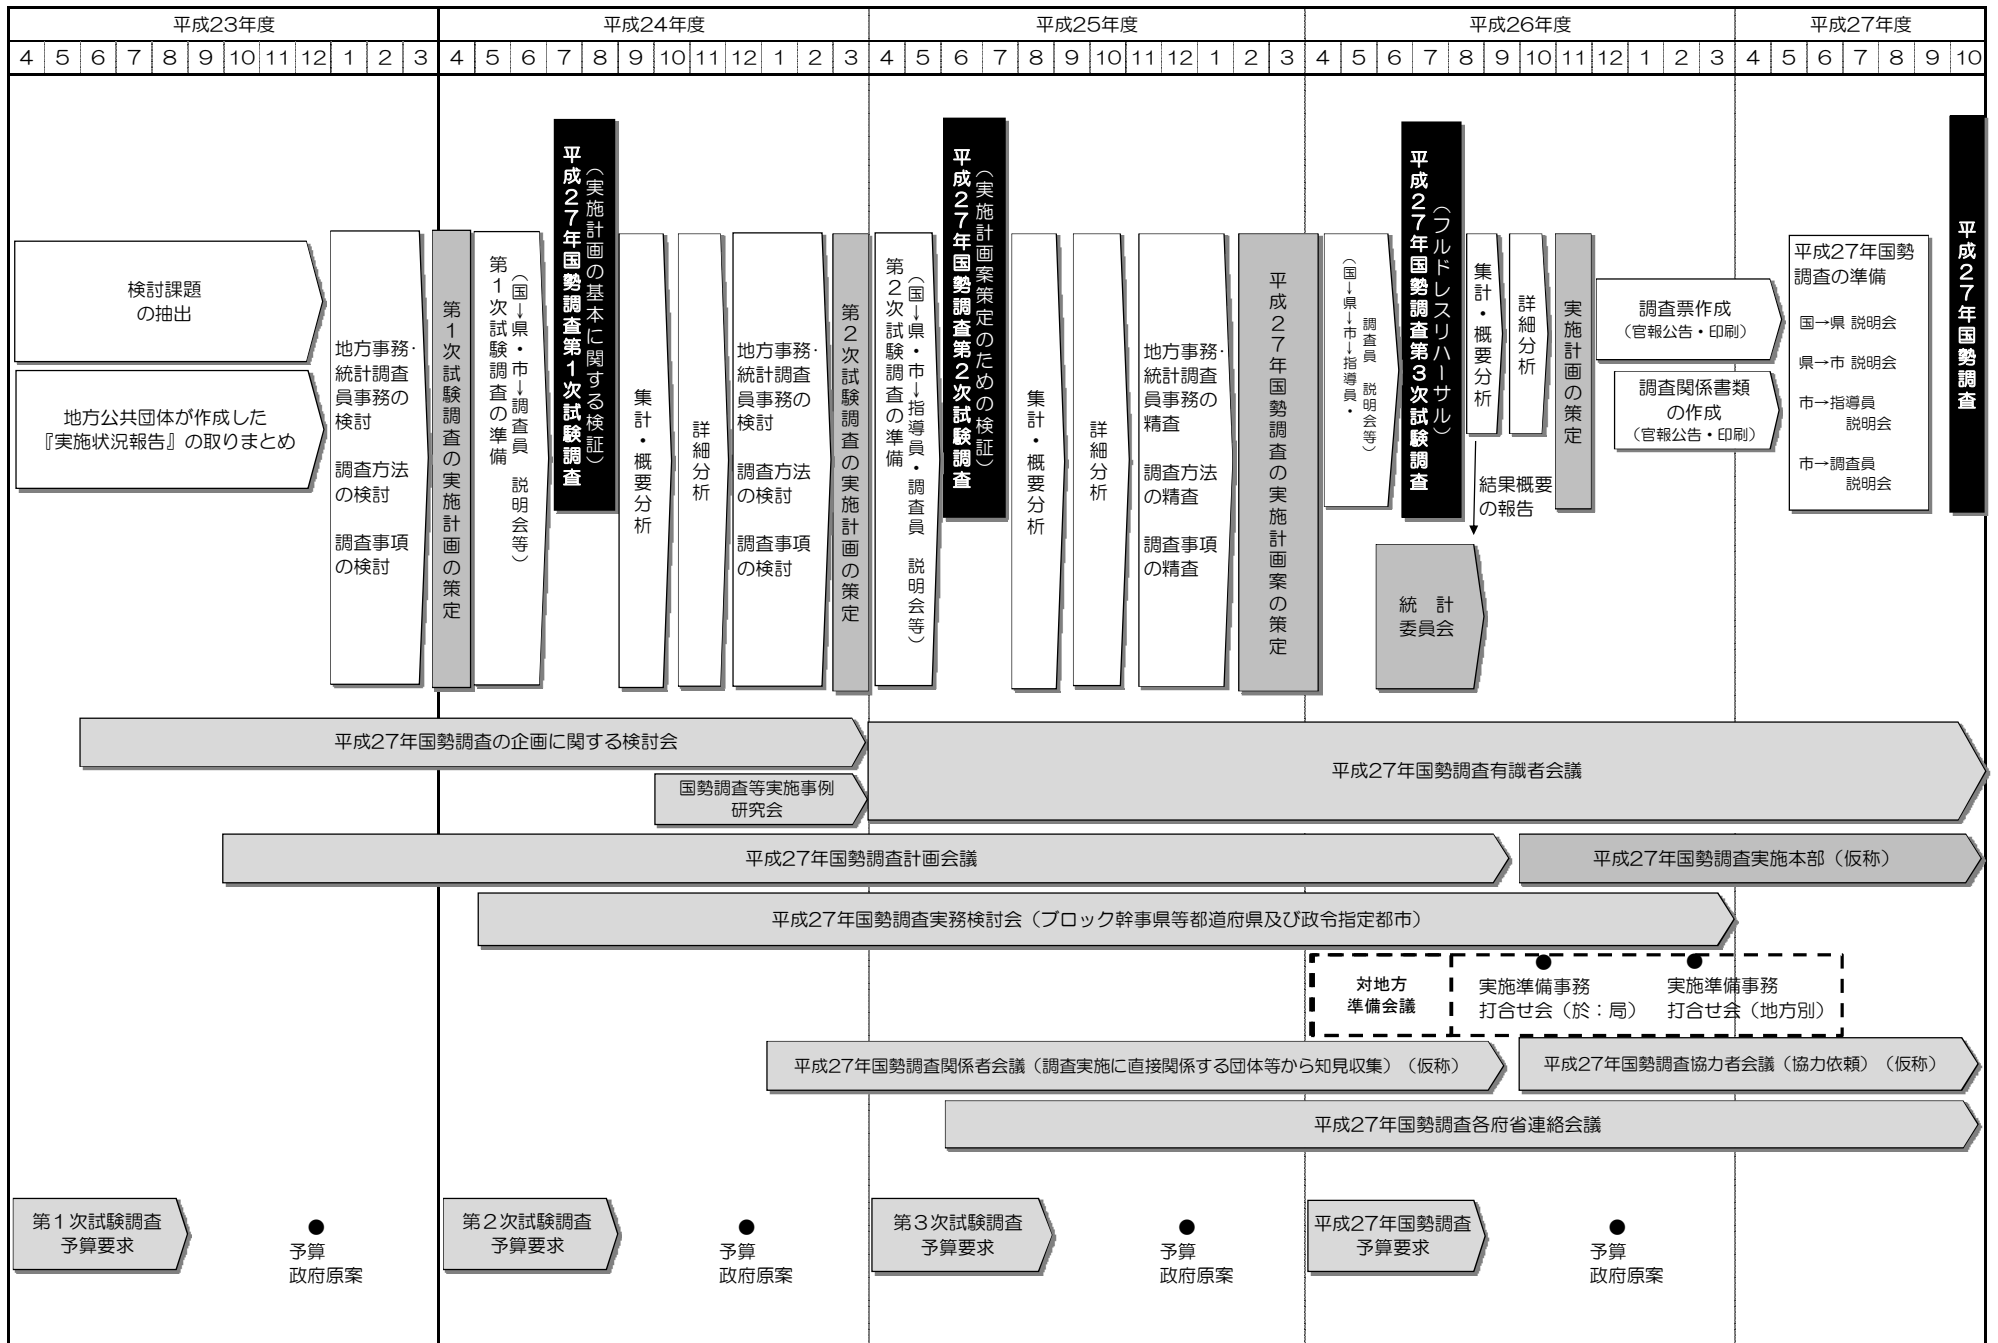 平成23年度 平成24年度 平成25年度 平成26年度 平成27年度
4 5 6 7 8 9 10 11 12 1 2 3 4 5 6 7 8 9 10 11 12 1 2 3 4 5 6 7 8 9 10 11 12 1 2 3 4 5 6 7 8 9 10 11 12 1 2 3 4 5 6 7 8 9 10
検討課題
の抽出
地方公共団体が作成した
『実施状況報告』の取りまとめ
地方事務・
統計調査
員事務の
検討
調査方法
の検討
調査事項
の検討
第1次試験調査の実施計画の策定
第1次試験調査の準備
（国→県・市→調査員 説明会等）
平成27年国勢調査第1次試験調査
（実施計画の基本に関する検証）
集計・概要分析
詳細分析
地方事務・
統計調査
員事務の
検討
調査方法
の検討
調査事項
の検討
第2次試験調査の実施計画の策定
第2次試験調査の準備
（国→県・市→指導員・調査員 説明会等）
平成27年国勢調査第2次試験調査
（実施計画案策定のための検証）
集計・概要分析
詳細分析
地方事務・
統計調査
員事務の
精査
調査方法
の精査
調査事項
の精査
平成27年国勢調査の実施計画案の策定
（国→県→市→指導員・
調査員 説明会等）
平成27年国勢調査第3次試験調査
（フルドレスリハーサル）
集計・概要分析
詳細分析
結果概要
の報告
統 計
委員会
実施計画の策定
調査票作成
（官報公告・印刷）
調査関係書類
の作成
（官報公告・印刷）
平成27年国勢
調査の準備
国→県 説明会
県→市 説明会
市→指導員
説明会
市→調査員
説明会
平成27年国勢調査
平成27年国勢調査の企画に関する検討会
国勢調査等実施事例
研究会
平成27年国勢調査有識者会議
平成27年国勢調査計画会議
平成27年国勢調査実施本部（仮称）
平成27年国勢調査実務検討会（ブロック幹事県等都道府県及び政令指定都市）
対地方
準備会議
●
実施準備事務
打合せ会（於：局）
●
実施準備事務
打合せ会（地方別）
平成27年国勢調査関係者会議（調査実施に直接関係する団体等から知見収集）（仮称）
平成27年国勢調査協力者会議（協力依頼）（仮称）
平成27年国勢調査各府省連絡会議
第1次試験調査
予算要求
●
予算
政府原案
第2次試験調査
予算要求
●
予算
政府原案
第3次試験調査
予算要求
●
予算
政府原案
平成27年国勢調査
予算要求
●
予算
政府原案